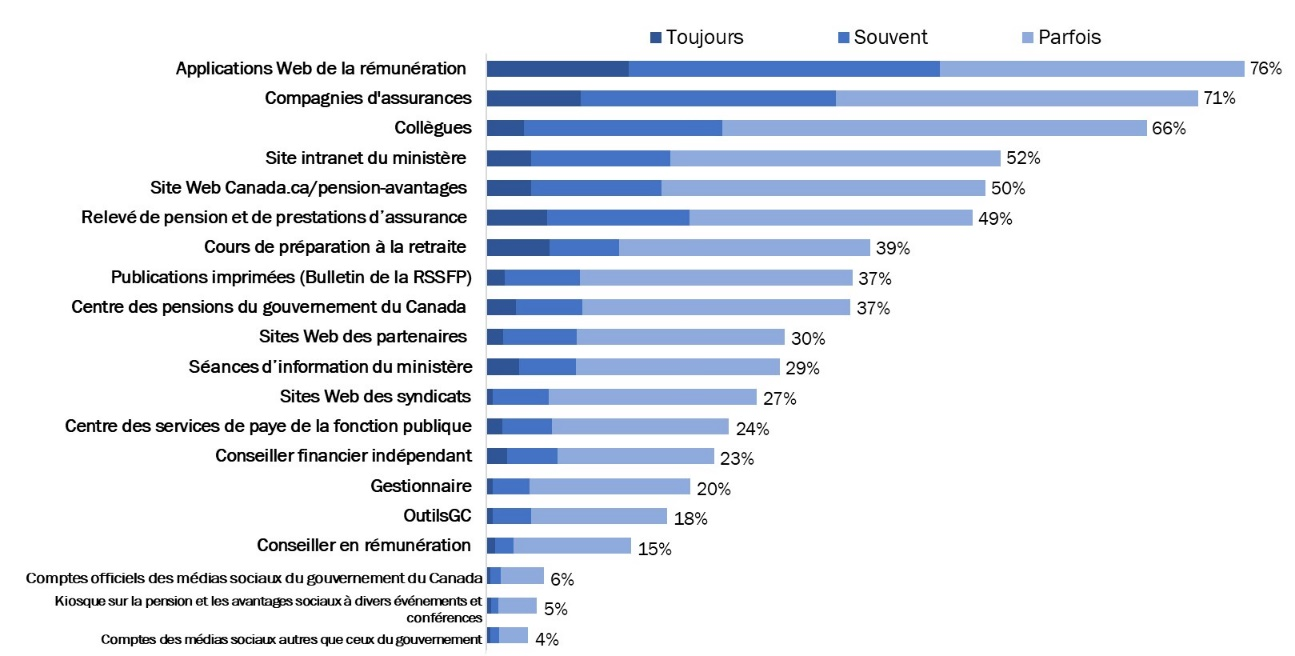 Toujours Souvent Parfois
Applications Web de la rémunération 76%
Compagnies d'assurances 71%
Collègues 66%
Site intranet du ministère 52%
Site Web Canada.ca/pension-avantages 50%
Relevé de pension et de prestations d’assurance 49%
Cours de préparation à la retraite 39%
Publications imprimées (Bulletin de la RSSFP) 37%
Centre des pensions du gouvernement du Canada 37%
Sites Web des partenaires 30%
Séances d’information du ministère 29%
Sites Web des syndicats 27%
Centre des services de paye de la fonction publique 24%
Conseiller financier indépendant 23%
Gestionnaire 20%
OutilsGC 18%
Conseiller en rémunération 15%
Comptes officiels des médias sociaux du gouvernement du Canada 6%
Kiosque sur la pension et les avantages sociaux à divers événements et
conférences 5%
Comptes des médias sociaux autres que ceux du gouvernement 4%